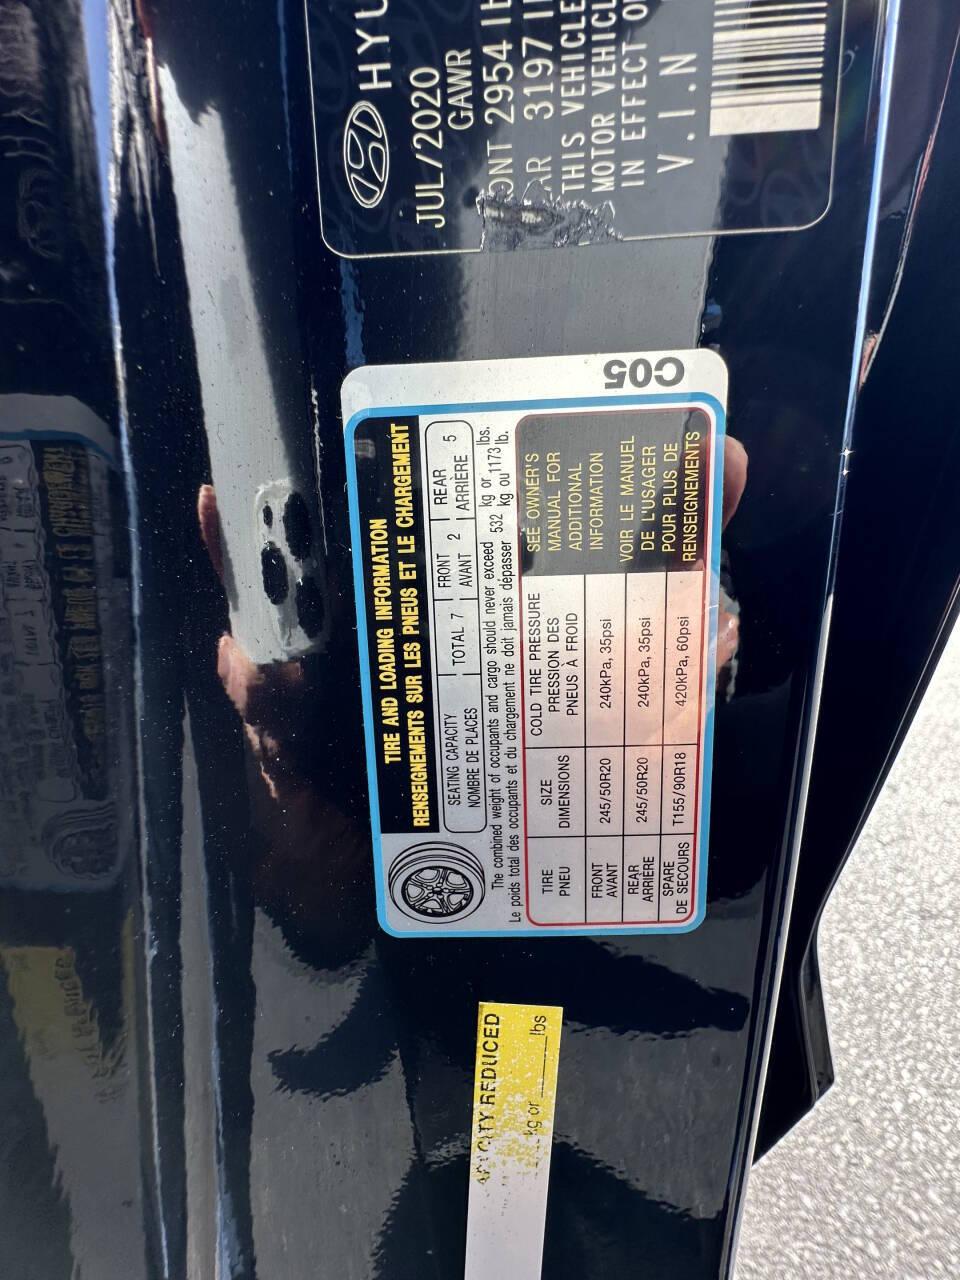 HYU
JUL/2020
GAWR
ONT 2954 lb
AR 3197 l
THIS VEHICLE
MOTOR VEHICL
IN EFFECT O
V.I.N
C05
TIRE AND LOADING INFORMATION
RENSEIGNEMENTS SUR LES PNEUS ET LE CHARGEMENT
SEATING CAPACITY
NOMBRE DE PLACES
TOTAL 7
FRONT
AVANT 2
REAR
ARRIÈRE 5
The combined weight of occupants and cargo should never exceed 532 kg or 1173 lbs.
Le poids total des occupants et du chargement ne doit jamais dépasser 532 kg ou 1173 lb.
TIRE
PNEU
SIZE
DIMENSIONS
COLD TIRE PRESSURE
PRESSION DES
PNEUS À FROID
FRONT
AVANT
245/50R20
240kPa, 35psi
REAR
ARRIÈRE
245/50R20
240kPa, 35psi
SPARE
DE SECOURS
T155/90R18
420kPa, 60psi
SEE OWNER'S
MANUAL FOR
ADDITIONAL
INFORMATION
VOIR LE MANUEL
DE L'USAGER
POUR PLUS DE
RENSEIGNEMENTS
CITY REDUCED
kg or ____ lbs